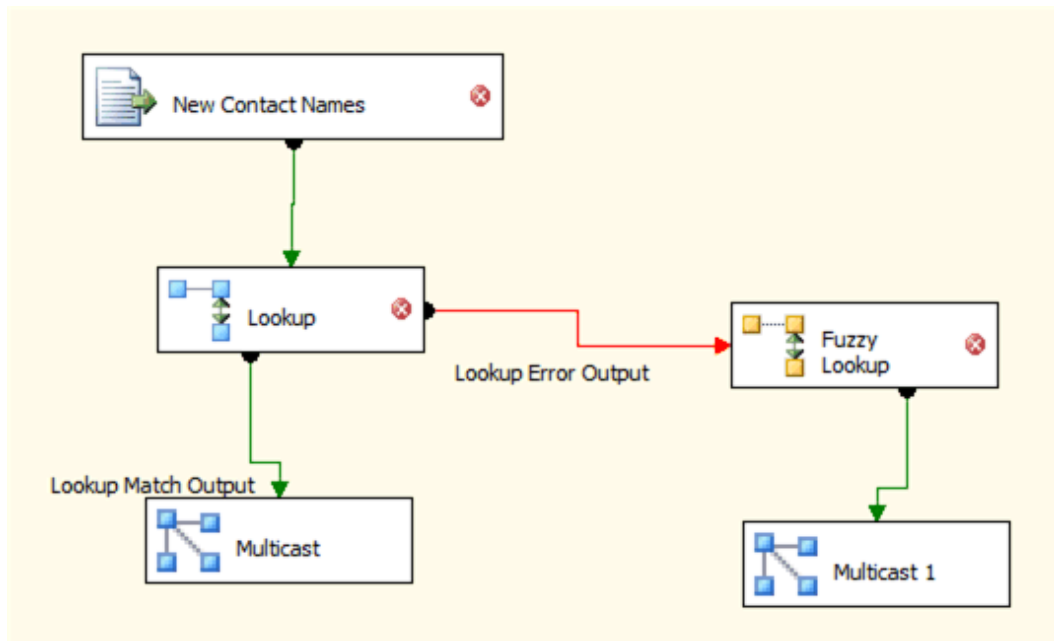 New Contact Names
Lookup
Lookup Error Output
Fuzzy
Lookup
Lookup Match Output
Multicast
Multicast 1